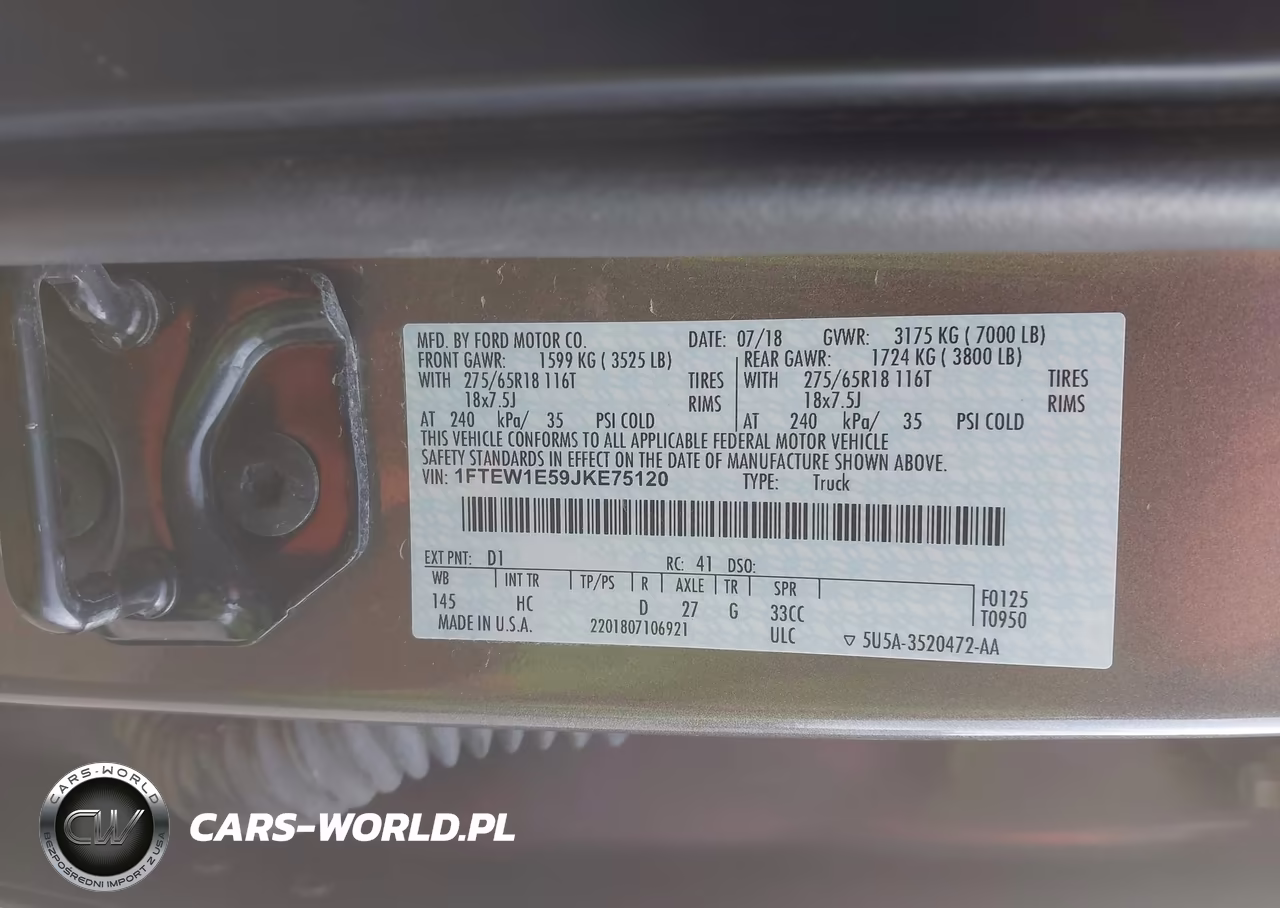 MFD. BY FORD MOTOR CO. DATE: 07/18 GVWR: 3175 KG ( 7000 LB)
FRONT GAWR: 1599 KG ( 3525 LB) REAR GAWR: 1724 KG ( 3800 LB)
WITH 275/65R18 116T TIRES WITH 275/65R18 116T TIRES
18x7.5J RIMS 18x7.5J RIMS
AT 240 kPa/ 35 PSI COLD AT 240 kPa/ 35 PSI COLD
THIS VEHICLE CONFORMS TO ALL APPLICABLE FEDERAL MOTOR VEHICLE
SAFETY STANDARDS IN EFFECT ON THE DATE OF MANUFACTURE SHOWN ABOVE.
VIN: 1FTEW1E59JKE75120 TYPE: Truck
EXT PNT: D1 RC: 41 DSO:
WB INT TR TP/PS R AXLE TR SPR
145 HC D 27 G 33CC F0125
T0950
MADE IN U.S.A. 2201807106921 ULC ▽ 5U5A-3520472-AA
CARS-WORLD
CW
BEZPOŚREDNI IMPORT Z USA
CARS-WORLD.PL